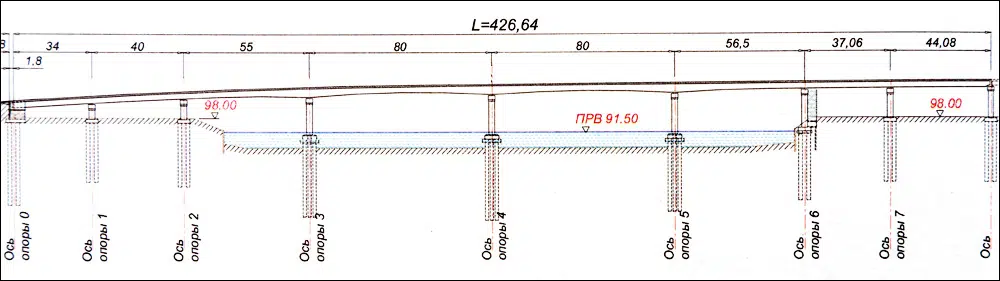 L=426,64
34 40 55 80 80 56,5 37,06 44,08
1,8
98.00 ПРВ 91.50 98.00
Ось опоры 0
Ось опоры 1
Ось опоры 2
Ось опоры 3
Ось опоры 4
Ось опоры 5
Ось опоры 6
Ось опоры 7
Ось